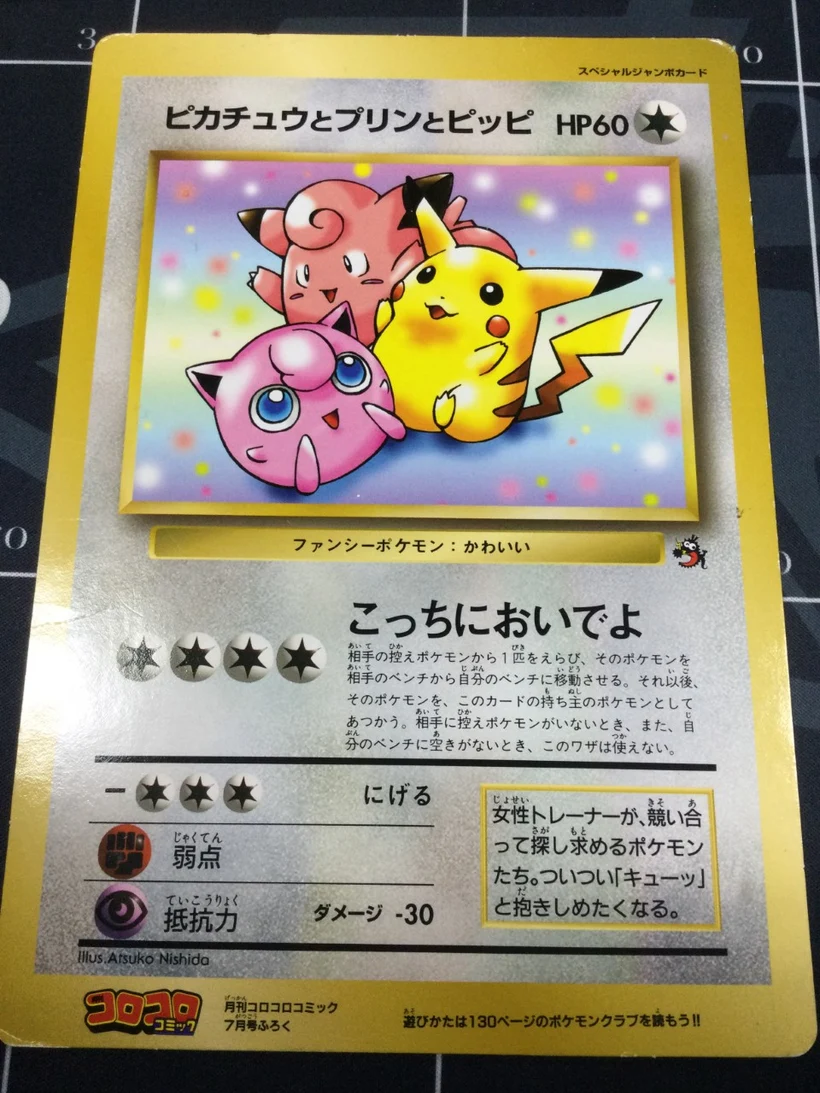 3
スペシャルジャンボカード
ピカチュウとプリンとピッピ HP60
ファンシーポケモン：かわいい
こっちにおいでよ
相手の控えポケモンから1匹をえらび、そのポケモンを
相手のベンチから自分のベンチに移動させる。それ以後、
そのポケモンを、このカードの持ち主のポケモンとして
あつかう。相手に控えポケモンがいないとき、また、自
分のベンチに空きがないとき、このワザは使えない。
ー にげる
弱点
抵抗力 ダメージ -30
女性トレーナーが、競い合
って探し求めるポケモン
たち。ついつい「キューッ」
と抱きしめたくなる。
Illus. Atsuko Nishida
コロコロ
コミック
月刊コロコロコミック
7月号ふろく
遊びかたは130ページのポケモンクラブを読もう!!